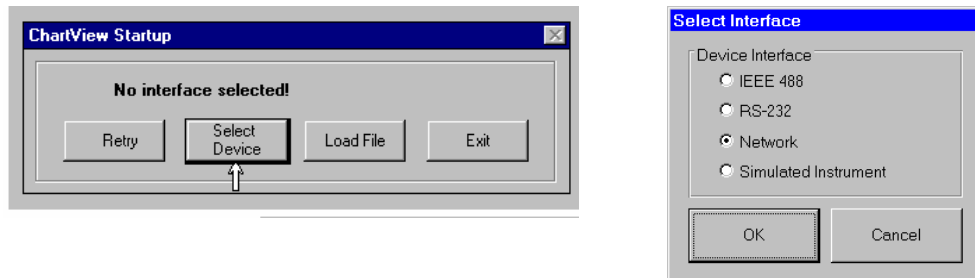 ChartView Startup
No interface selected!
Retry
Select
Device
Load File
Exit
Select Interface
Device Interface
IEEE 488
RS-232
Network
Simulated Instrument
OK
Cancel